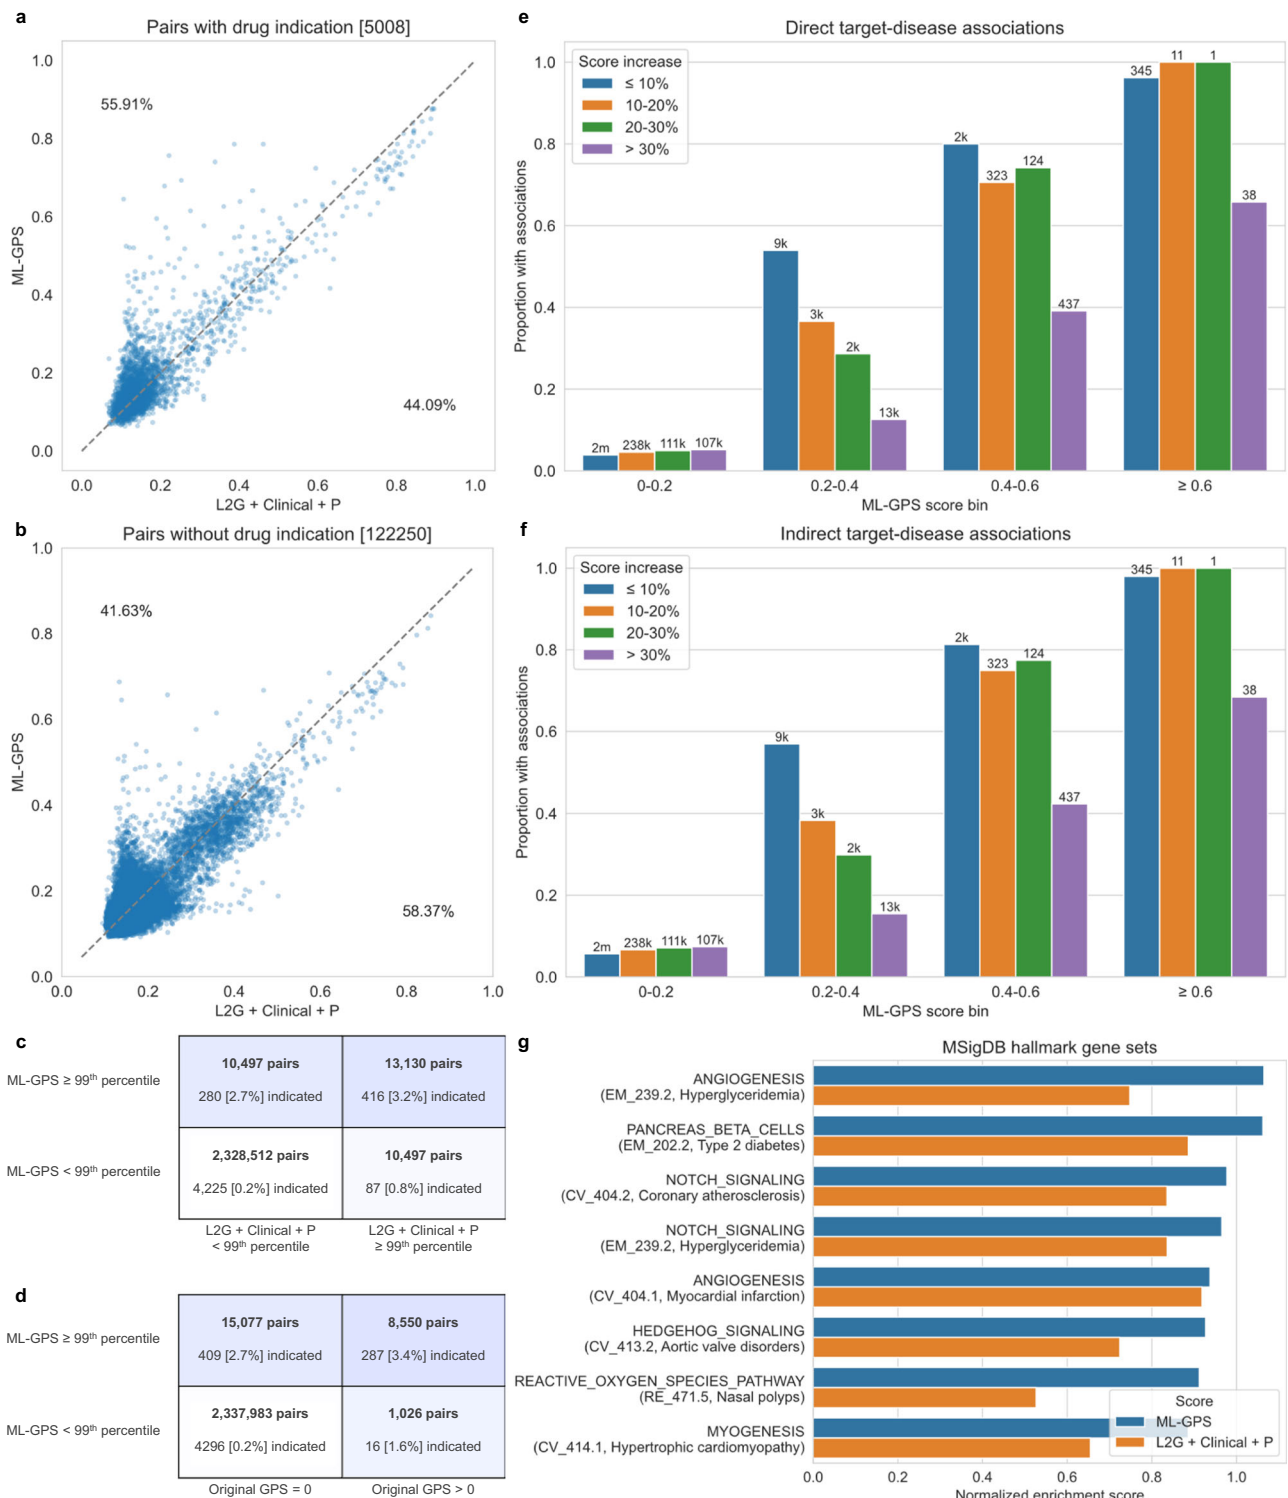 a
Pairs with drug indication [5008]
1.0
0.8
0.6
0.4
0.2
0.0
ML-GPS
55.91%
44.09%
0.0 0.2 0.4 0.6 0.8 1.0
L2G + Clinical + P
b
Pairs without drug indication [122250]
1.0
0.8
0.6
0.4
0.2
0.0
ML-GPS
41.63%
58.37%
0.0 0.2 0.4 0.6 0.8 1.0
L2G + Clinical + P
c
ML-GPS ≥ 99th percentile
10,497 pairs
280 [2.7%] indicated
13,130 pairs
416 [3.2%] indicated
ML-GPS < 99th percentile
2,328,512 pairs
4,225 [0.2%] indicated
10,497 pairs
87 [0.8%] indicated
L2G + Clinical + P
< 99th percentile
L2G + Clinical + P
≥ 99th percentile
d
ML-GPS ≥ 99th percentile
15,077 pairs
409 [2.7%] indicated
8,550 pairs
287 [3.4%] indicated
ML-GPS < 99th percentile
2,337,983 pairs
4296 [0.2%] indicated
1,026 pairs
16 [1.6%] indicated
Original GPS = 0
Original GPS > 0
e
Direct target-disease associations
Score increase
≤ 10%
10-20%
20-30%
> 30%
1.0
0.8
0.6
0.4
0.2
0.0
Proportion with associations
2m 238k 111k 107k
9k 3k 2k 13k
2k 323 124 437
345 11 1 38
0-0.2 0.2-0.4 0.4-0.6 ≥ 0.6
ML-GPS score bin
f
Indirect target-disease associations
Score increase
≤ 10%
10-20%
20-30%
> 30%
1.0
0.8
0.6
0.4
0.2
0.0
Proportion with associations
2m 238k 111k 107k
9k 3k 2k 13k
2k 323 124 437
345 11 1 38
0-0.2 0.2-0.4 0.4-0.6 ≥ 0.6
ML-GPS score bin
g
MSigDB hallmark gene sets
ANGIOGENESIS
(EM_239.2, Hyperglyceridemia)
PANCREAS_BETA_CELLS
(EM_202.2, Type 2 diabetes)
NOTCH_SIGNALING
(CV_404.2, Coronary atherosclerosis)
NOTCH_SIGNALING
(EM_239.2, Hyperglyceridemia)
ANGIOGENESIS
(CV_404.1, Myocardial infarction)
HEDGEHOG_SIGNALING
(CV_413.2, Aortic valve disorders)
REACTIVE_OXYGEN_SPECIES_PATHWAY
(RE_471.5, Nasal polyps)
MYOGENESIS
(CV_414.1, Hypertrophic cardiomyopathy)
Score
ML-GPS
L2G + Clinical + P
0.0 0.2 0.4 0.6 0.8 1.0
Normalized enrichment score